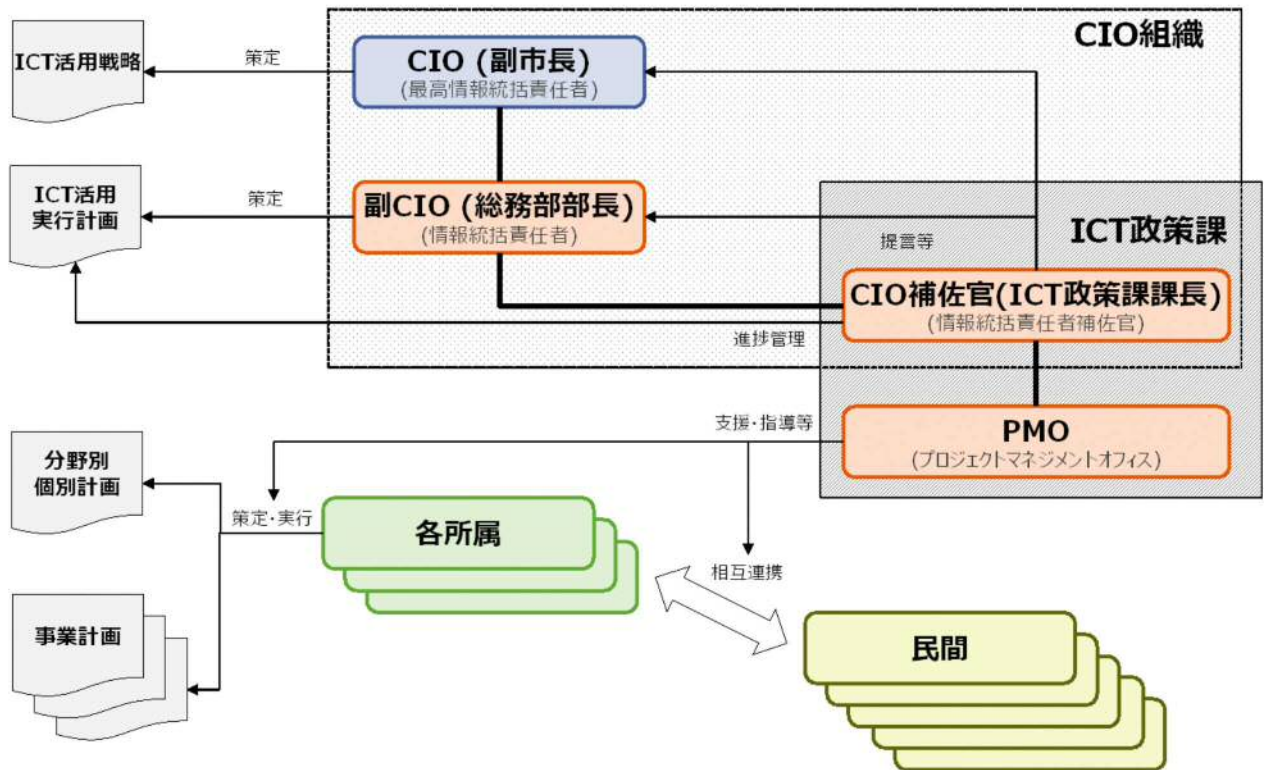 CIO組織
ICT活用戦略
策定
CIO (副市長)
(最高情報統括責任者)
ICT活用
実行計画
策定
副CIO (総務部部長)
(情報統括責任者)
ICT政策課
提言等
CIO補佐官(ICT政策課課長)
(情報統括責任者補佐官)
進捗管理
支援・指導等
PMO
(プロジェクトマネジメントオフィス)
分野別
個別計画
策定・実行
各所属
相互連携
事業計画
民間